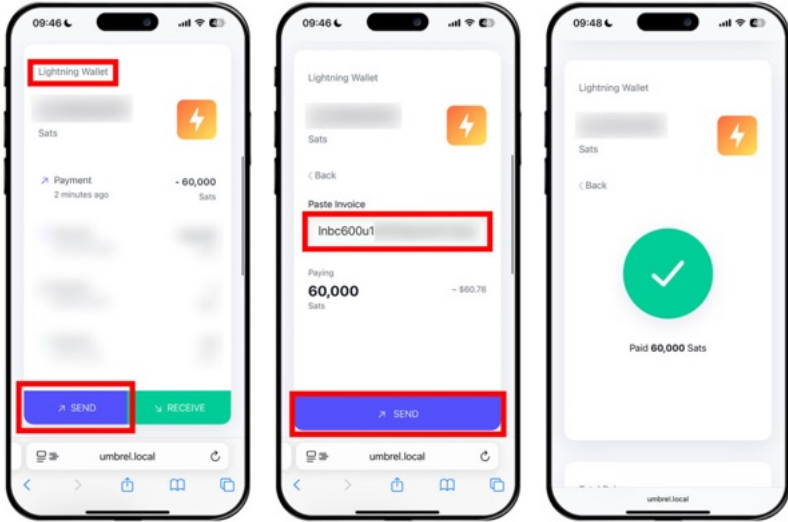 09:46
Lightning Wallet
Sats
Payment
2 minutes ago
- 60,000
Sats
SEND
RECEIVE
umbrel.local
09:46
Lightning Wallet
Sats
< Back
Paste Invoice
lnbc600u1
Paying
60,000
Sats
~ $60.78
SEND
umbrel.local
09:48
Lightning Wallet
Sats
< Back
Paid 60,000 Sats
umbrel.local